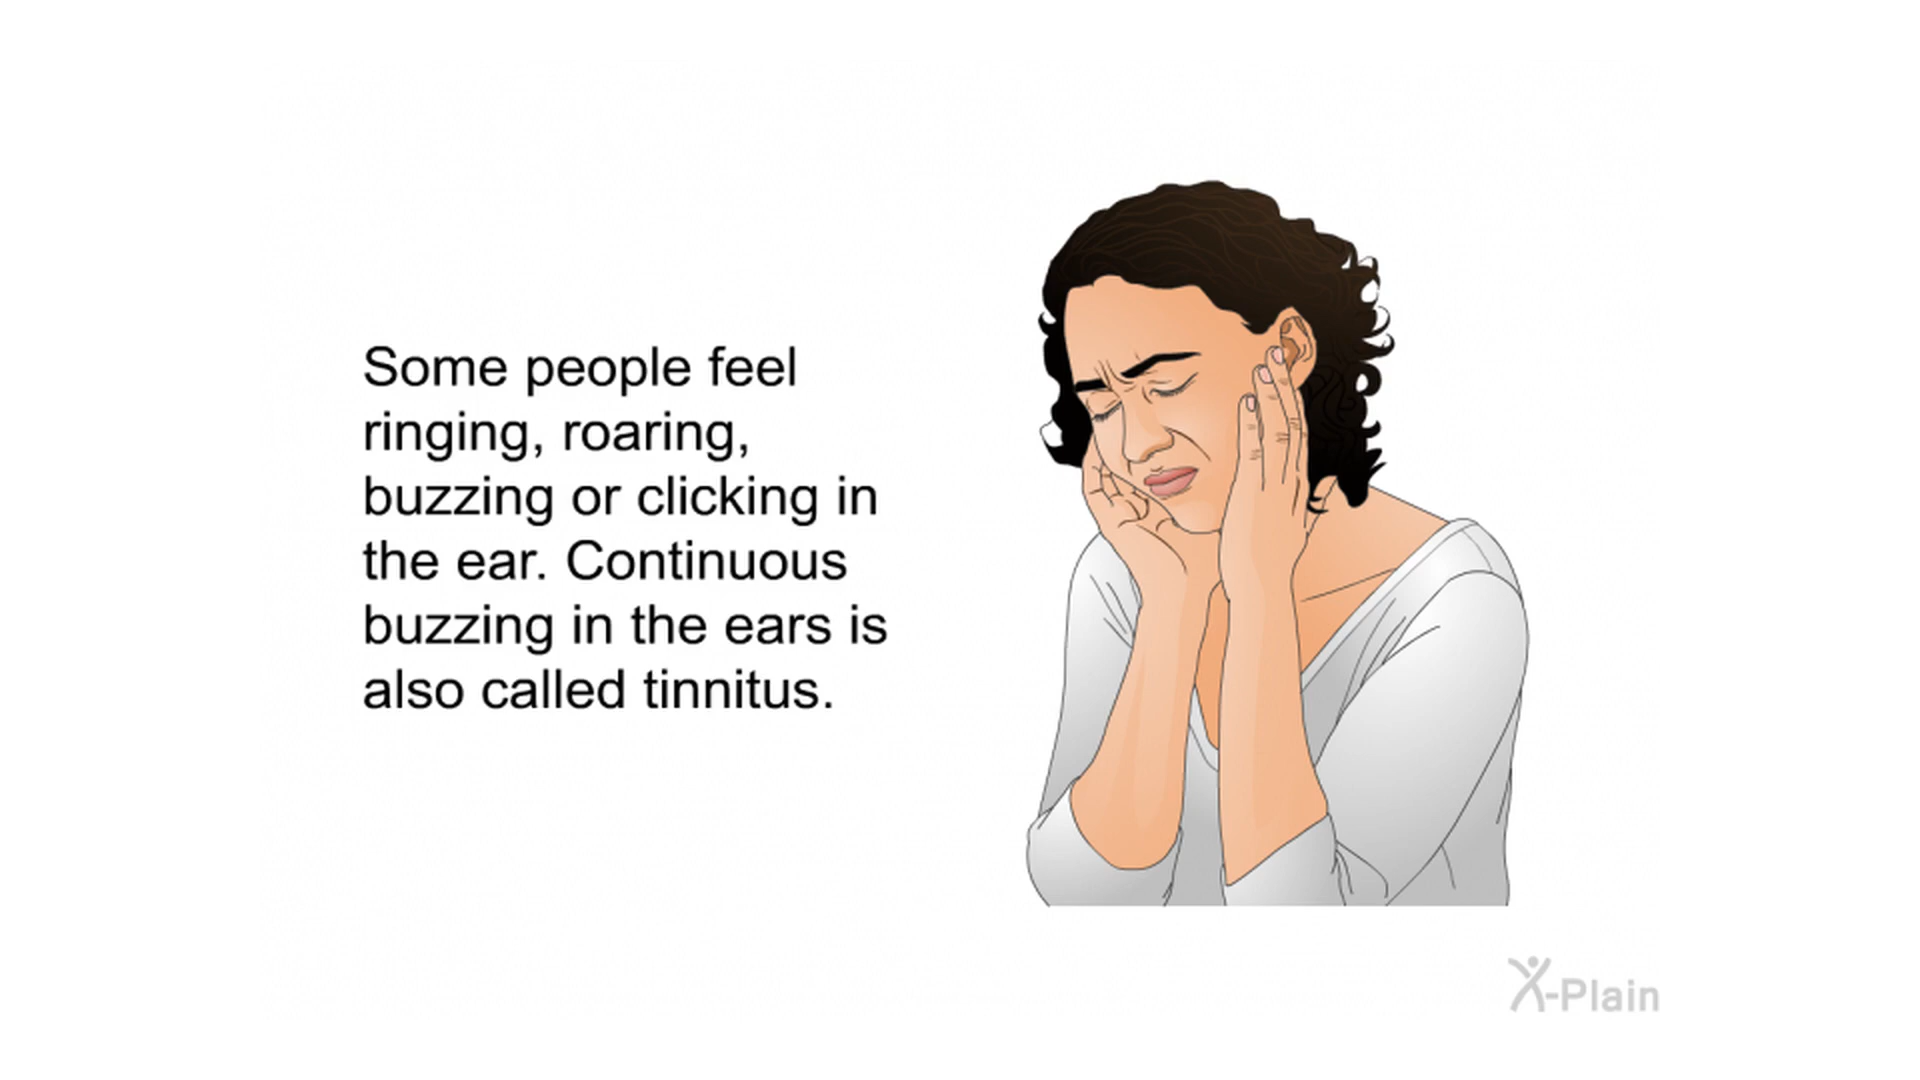 Some people feel
ringing, roaring,
buzzing or clicking in
the ear. Continuous
buzzing in the ears is
also called tinnitus.
X-Plain